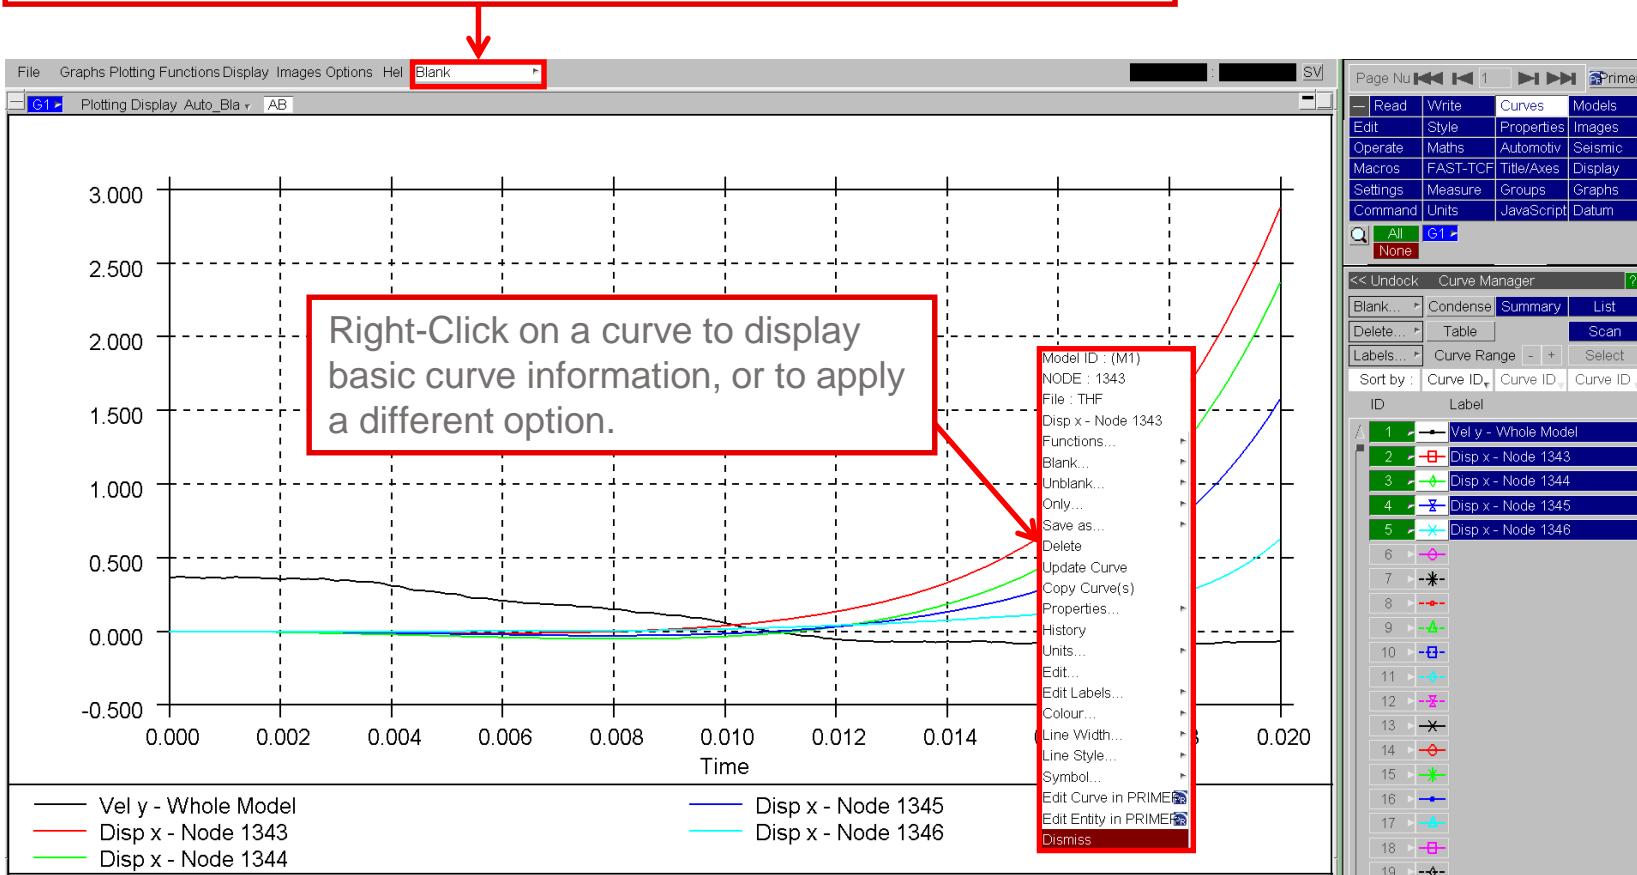 File Graphs Plotting Functions Display Images Options Hel Blank : SV
G1 Plotting Display Auto_Bla AB
3.000
2.500
2.000
1.500
1.000
0.500
0.000
-0.500
0.000 0.002 0.004 0.006 0.008 0.010 0.012 0.014 0.020
Time
Right-Click on a curve to display
basic curve information, or to apply
a different option.
Model ID : (M1)
NODE : 1343
File : THF
Disp x - Node 1343
Functions...
Blank...
Unblank...
Only...
Save as...
Delete
Update Curve
Copy Curve(s)
Properties...
History
Units...
Edit...
Edit Labels...
Colour...
Line Width...
Line Style...
Symbol...
Edit Curve in PRIMER
Edit Entity in PRIMER
Dismiss
Vel y - Whole Model
Disp x - Node 1343
Disp x - Node 1344
Disp x - Node 1345
Disp x - Node 1346
Page Nu 1 Primer
Read Write Curves Models
Edit Style Properties Images
Operate Maths Automotiv Seismic
Macros FAST-TCF Title/Axes Display
Settings Measure Groups Graphs
Command Units JavaScript Datum
All G1
None
<< Undock Curve Manager ?
Blank... Condense Summary List
Delete... Table Scan
Labels... Curve Range - + Select
Sort by : Curve ID Curve ID Curve ID
ID Label
1 Vel y - Whole Model
2 Disp x - Node 1343
3 Disp x - Node 1344
4 Disp x - Node 1345
5 Disp x - Node 1346
6
7
8
9
10
11
12
13
14
15
16
17
18
19